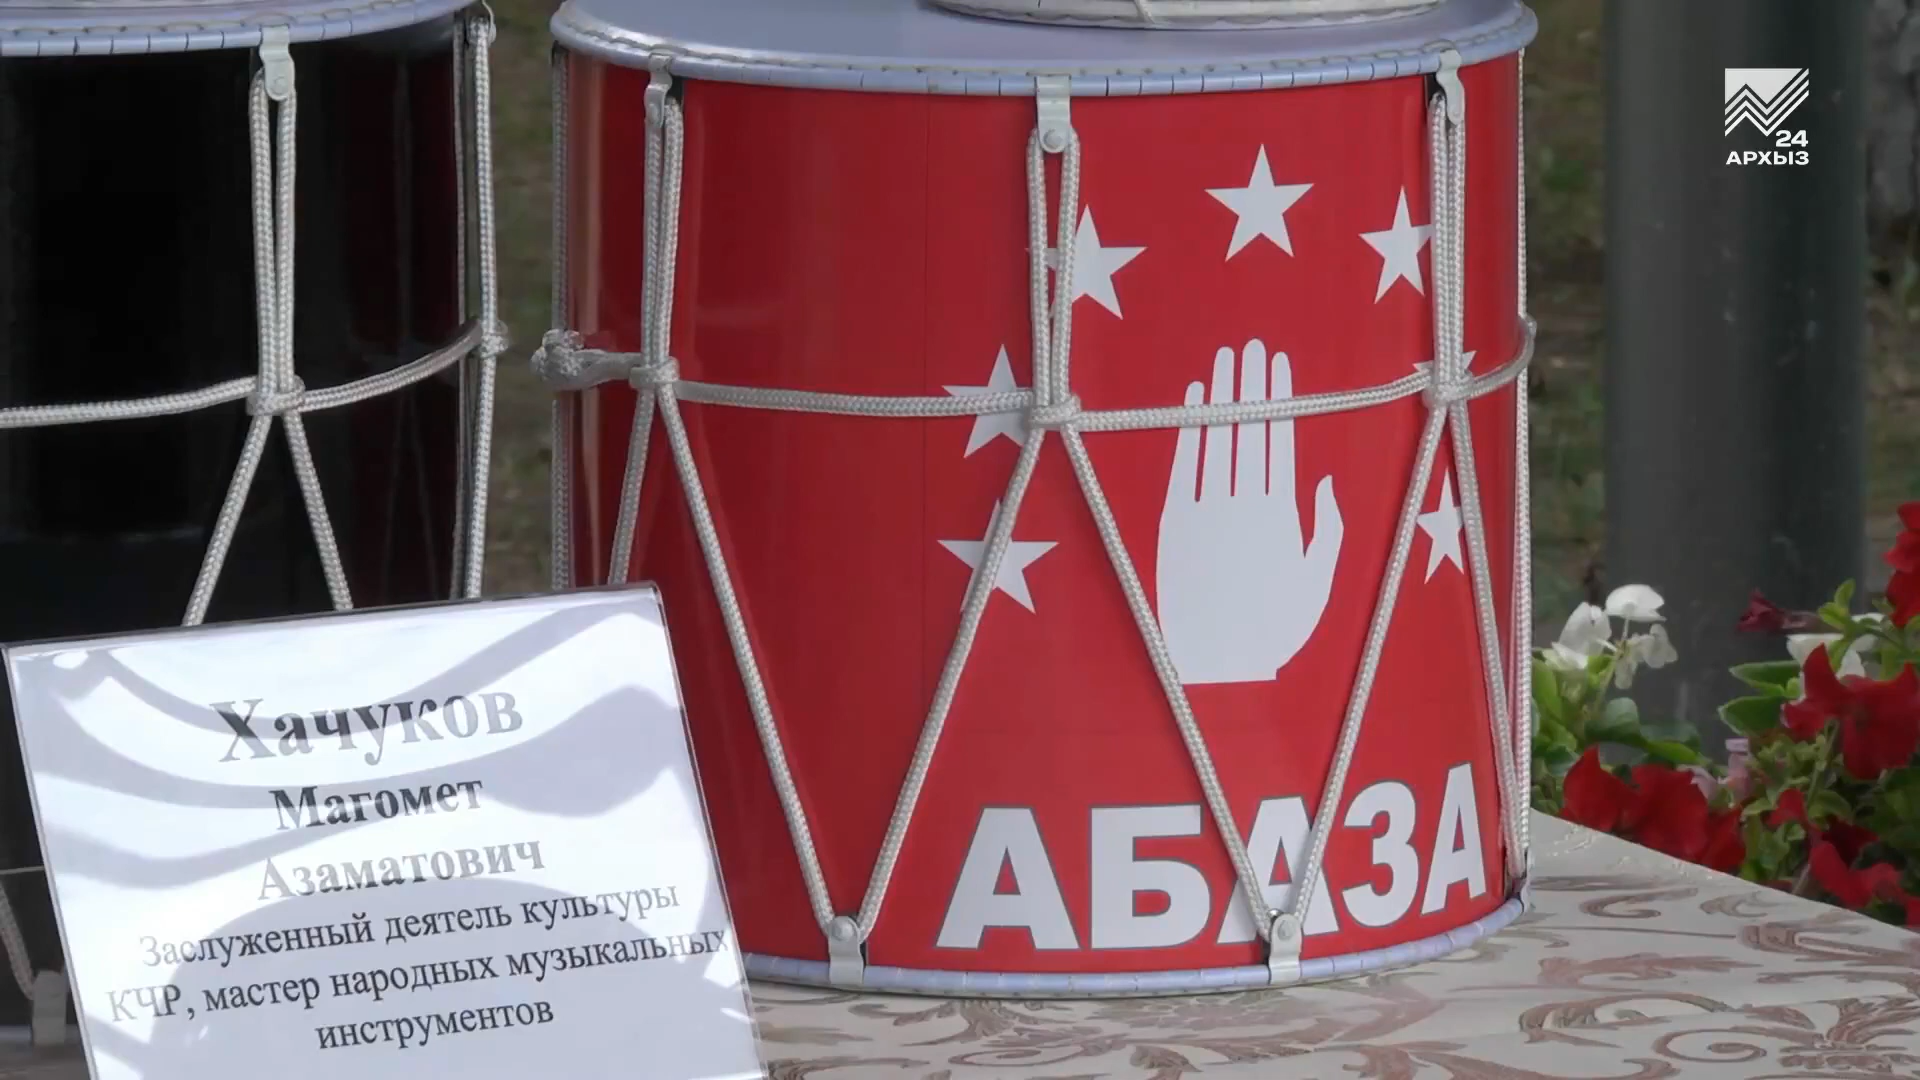 24
АРХЫЗ
АБАЗА
Хачуков
Магомет
Азаматович
Заслуженный деятель культуры
КЧР, мастер народных музыкальных
инструментов